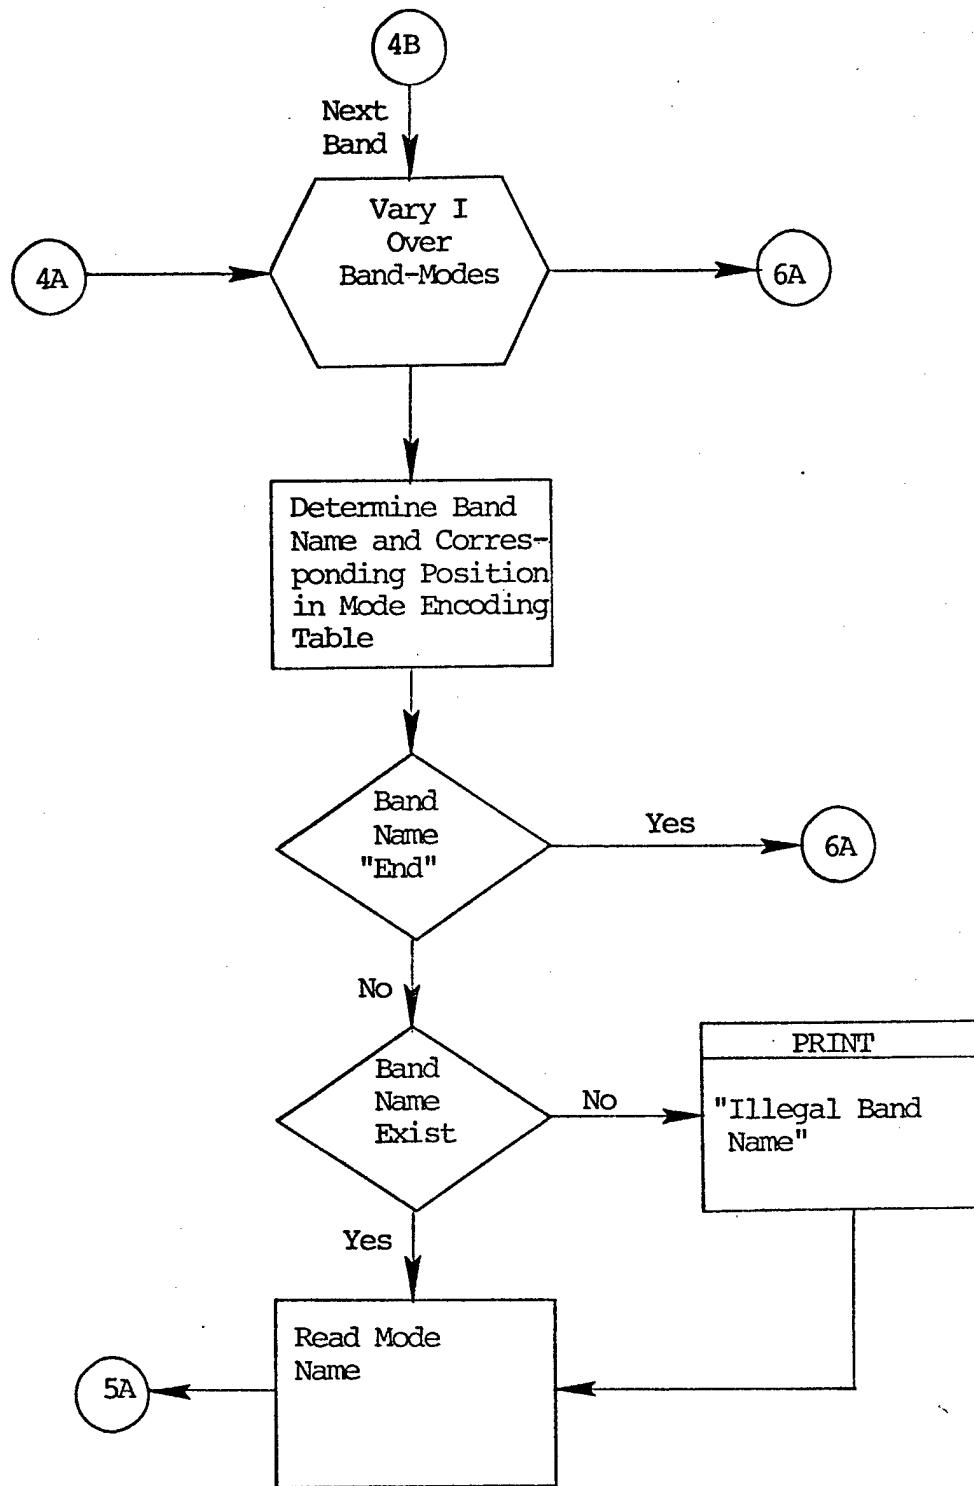 4B
Next
Band
Vary I
Over
Band-Modes
4A
6A
Determine Band
Name and Corres-
ponding Position
in Mode Encoding
Table
Band
Name
"End"
Yes
6A
No
Band
Name
Exist
No
PRINT
"Illegal Band
Name"
Yes
Read Mode
Name
5A